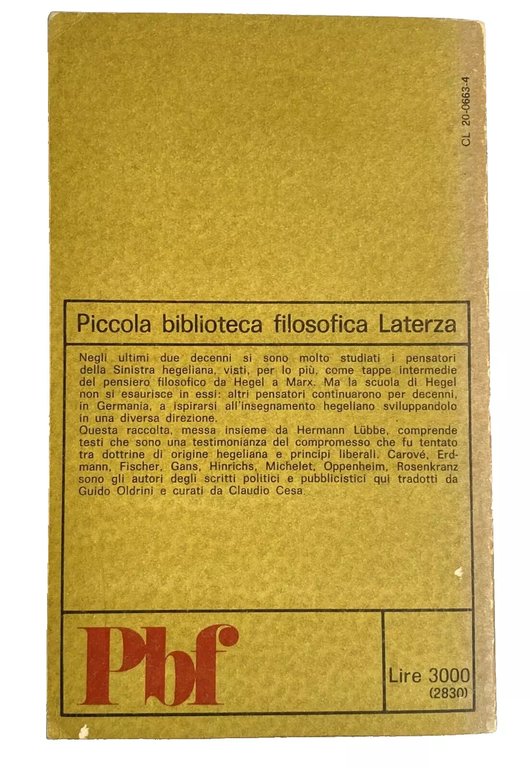 CL 20-0663-4
Piccola biblioteca filosofica Laterza
Negli ultimi due decenni si sono molto studiati i pensatori
della Sinistra hegeliana, visti, per lo più, come tappe intermedie
del pensiero filosofico da Hegel a Marx. Ma la scuola di Hegel
non si esaurisce in essi: altri pensatori continuarono per decenni,
in Germania, a ispirarsi all'insegnamento hegeliano sviluppandolo
in una diversa direzione.
Questa raccolta, messa insieme da Hermann Lübbe, comprende
testi che sono una testimonianza del compromesso che fu tentato
tra dottrine di origine hegeliana e principi liberali. Carové, Erd-
mann, Fischer, Gans, Hinrichs, Michelet, Oppenheim, Rosenkranz
sono gli autori degli scritti politici e pubblicistici qui tradotti da
Guido Oldrini e curati da Claudio Cesa
Pbf
Lire 3000
(2830)